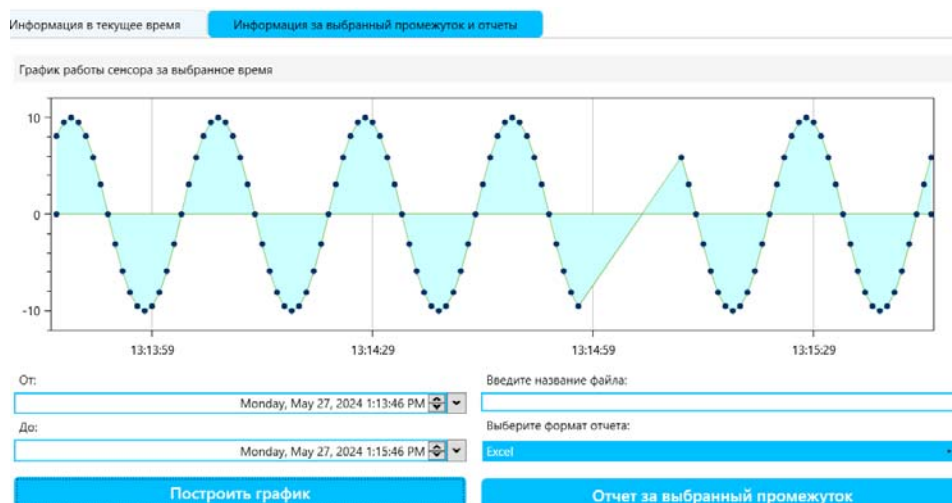 Информация в текущее время
Информация за выбранный промежуток и отчеты
График работы сенсора за выбранное время
10
0
-10
13:13:59
13:14:29
13:14:59
13:15:29
От:
Monday, May 27, 2024 1:13:46 PM
До:
Monday, May 27, 2024 1:15:46 PM
Построить график
Введите название файла:
Выберите формат отчета:
Excel
Отчет за выбранный промежуток